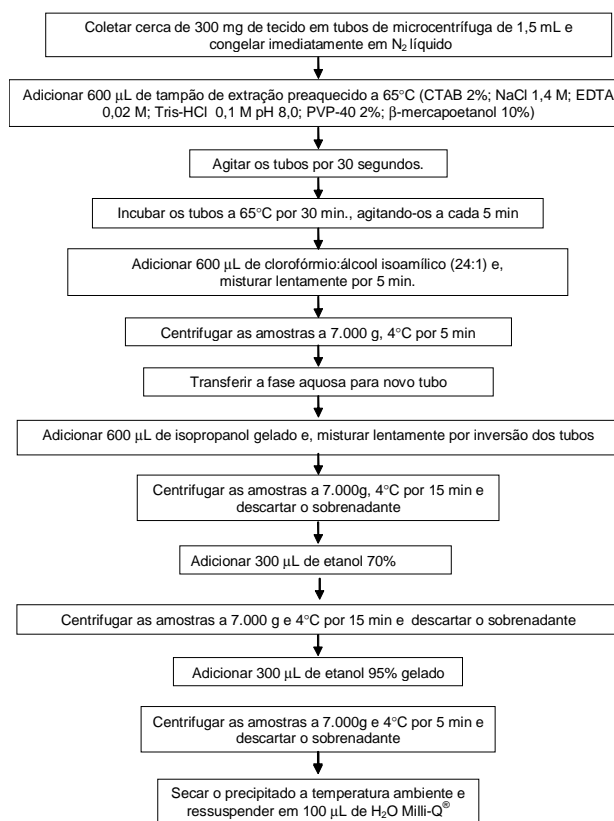 Coletar cerca de 300 mg de tecido em tubos de microcentrífuga de 1,5 mL e
congelar imediatamente em N₂ líquido
Adicionar 600 µL de tampão de extração preaquecido a 65°C (CTAB 2%; NaCl 1,4 M; EDTA
0,02 M; Tris-HCl 0,1 M pH 8,0; PVP-40 2%; β-mercapoetanol 10%)
Agitar os tubos por 30 segundos.
Incubar os tubos a 65°C por 30 min., agitando-os a cada 5 min
Adicionar 600 µL de clorofórmio:álcool isoamílico (24:1) e,
misturar lentamente por 5 min.
Centrifugar as amostras a 7.000 g, 4°C por 5 min
Transferir a fase aquosa para novo tubo
Adicionar 600 µL de isopropanol gelado e, misturar lentamente por inversão dos tubos
Centrifugar as amostras a 7.000g, 4°C por 15 min e
descartar o sobrenadante
Adicionar 300 µL de etanol 70%
Centrifugar as amostras a 7.000 g e 4°C por 15 min e descartar o sobrenadante
Adicionar 300 µL de etanol 95% gelado
Centrifugar as amostras a 7.000g e 4°C por 5 min e
descartar o sobrenadante
Secar o precipitado a temperatura ambiente e
ressuspender em 100 µL de H₂O Milli-Q®